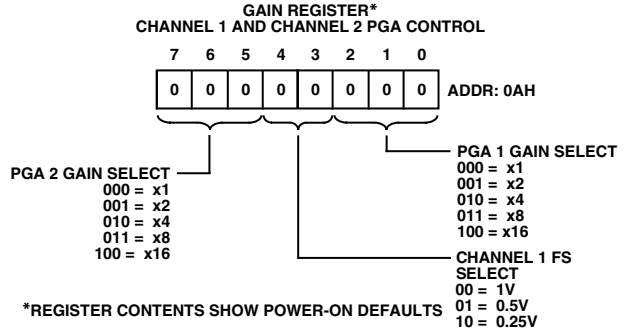 GAIN REGISTER*
CHANNEL 1 AND CHANNEL 2 PGA CONTROL
7 6 5 4 3 2 1 0
0 0 0 0 0 0 0 0 ADDR: 0AH
PGA 2 GAIN SELECT
000 = x1
001 = x2
010 = x4
011 = x8
100 = x16
PGA 1 GAIN SELECT
000 = x1
001 = x2
010 = x4
011 = x8
100 = x16
CHANNEL 1 FS
SELECT
00 = 1V
01 = 0.5V
10 = 0.25V
*REGISTER CONTENTS SHOW POWER-ON DEFAULTS